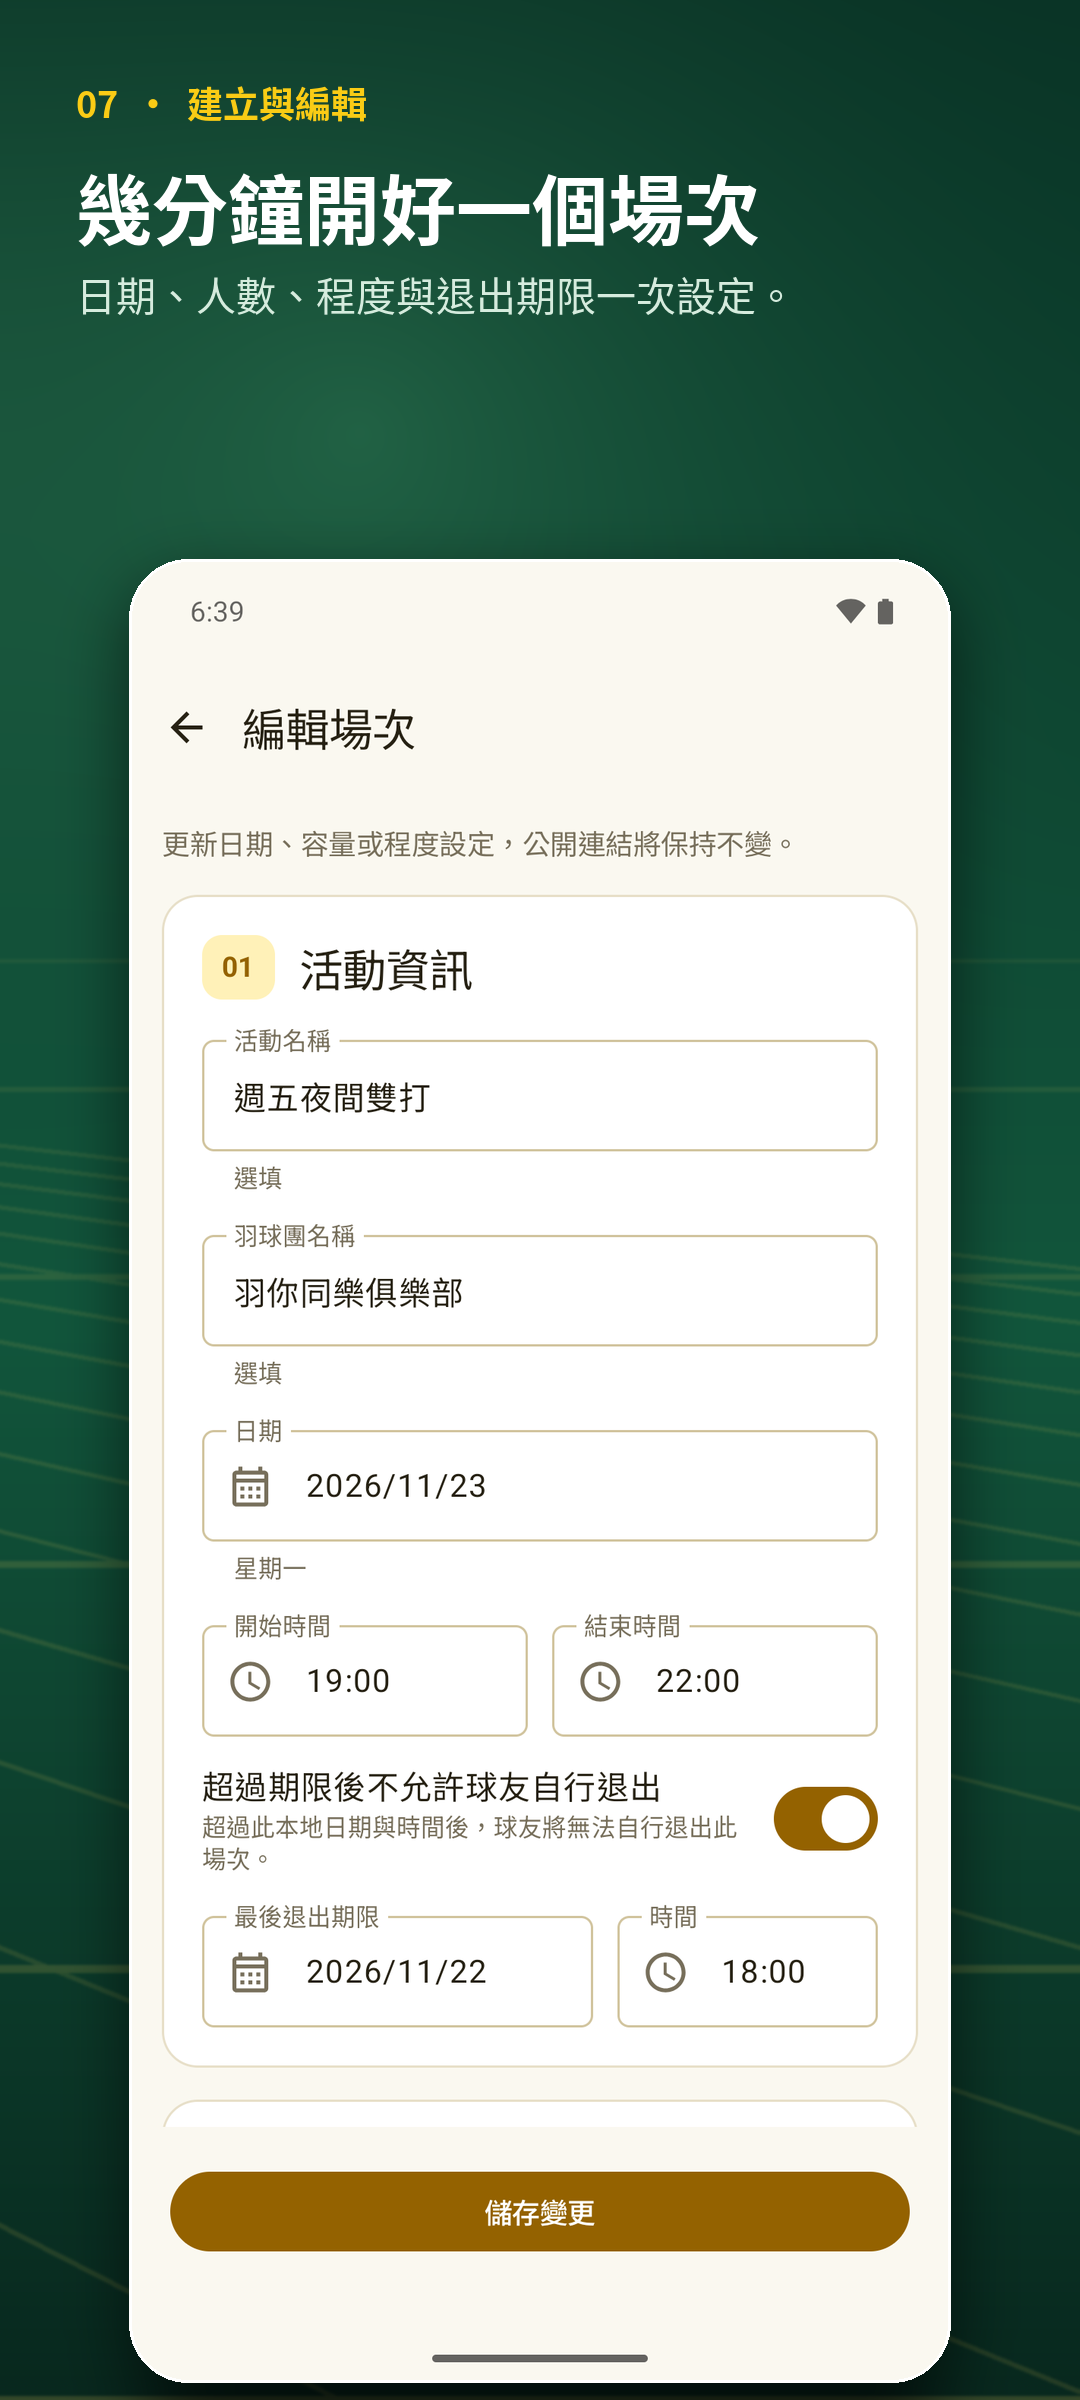 07 • 建立與編輯
幾分鐘開好一個場次
日期、人數、程度與退出期限一次設定。
6:39
編輯場次
更新日期、容量或程度設定，公開連結將保持不變。
01 活動資訊
活動名稱
週五夜間雙打
選填
羽球團名稱
羽你同樂俱樂部
選填
日期
2026/11/23
星期一
開始時間 結束時間
19:00 22:00
超過期限後不允許球友自行退出
超過此本地日期與時間後，球友將無法自行退出此
場次。
最後退出期限 時間
2026/11/22 18:00
儲存變更